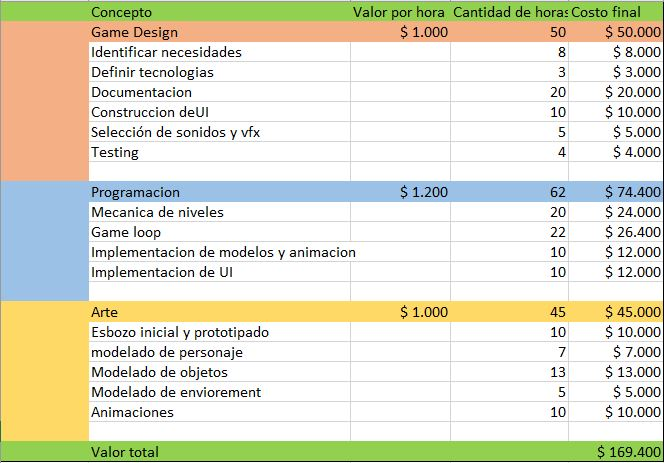 Concepto Valor por hora Cantidad de horas Costo final
Game Design $ 1.000 50 $ 50.000
Identificar necesidades 8 $ 8.000
Definir tecnologias 3 $ 3.000
Documentacion 20 $ 20.000
Construccion deUI 10 $ 10.000
Selección de sonidos y vfx 5 $ 5.000
Testing 4 $ 4.000
Programacion $ 1.200 62 $ 74.400
Mecanica de niveles 20 $ 24.000
Game loop 22 $ 26.400
Implementacion de modelos y animacion 10 $ 12.000
Implementacion de UI 10 $ 12.000
Arte $ 1.000 45 $ 45.000
Esbozo inicial y prototipado 10 $ 10.000
modelado de personaje 7 $ 7.000
Modelado de objetos 13 $ 13.000
Modelado de enviorement 5 $ 5.000
Animaciones 10 $ 10.000
Valor total $ 169.400